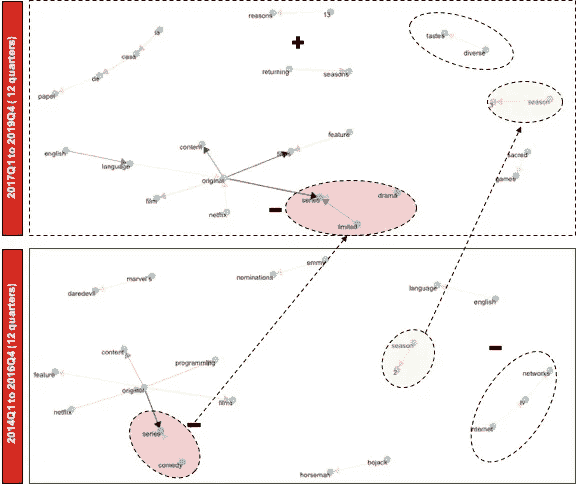 2017Q1 to 2019Q4 ( 12 quarters)
reasons
13
la
casa
de
papel
tastes
diverse
returning
seasons
season
english
language
content
feature
original
film
netflix
series
drama
limited
sacred
games
2014Q1 to 2016Q4 ( 12 quarters)
marvel's
daredevil
emmy
nominations
language
english
content
programming
feature
original
netflix
films
season
2
networks
tv
internet
series
comedy
horseman
bojack